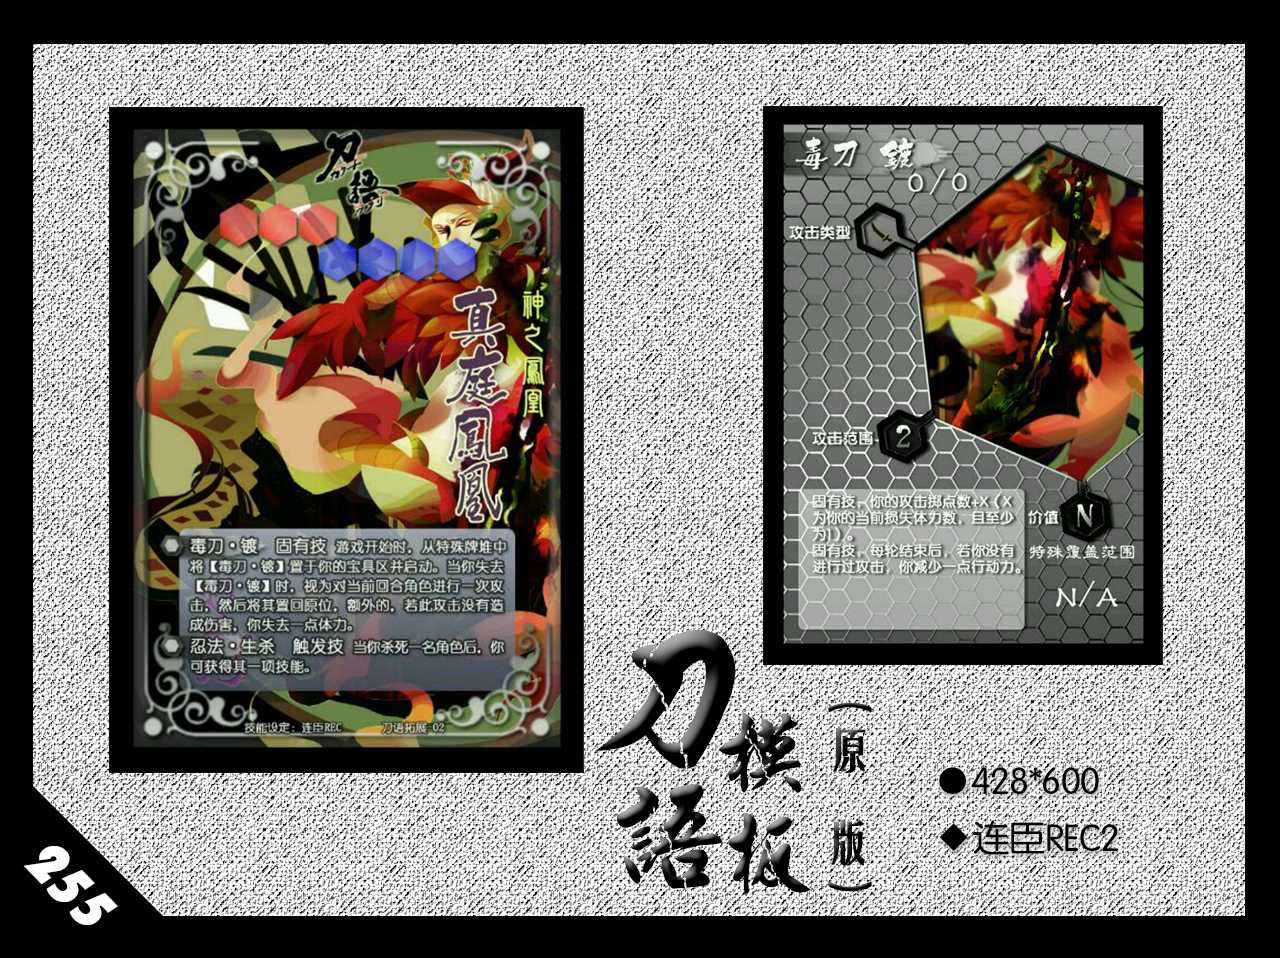 刀
語
神之鳳凰
真庭鳳凰
毒刀·镀 固有技 游戏开始时，从特殊牌堆中
将【毒刀·镀】置于你的宝具区并启动。当你失去
【毒刀·镀】时，视为对当前回合角色进行一次攻
击，然后将其置回原位，额外的，若此攻击没有造
成伤害，你失去一点体力。
忍法·生杀 触发技 当你杀死一名角色后，你
可获得其一项技能。
技能设定：连臣REC 刀语拓展-02
毒刀 镀
0/0
攻击类型
攻击范围 2
固有技，你的攻击掷点数+X（X
为你的当前损失体力数，且至少
为1）。
固有技，每轮结束后，若你没有
进行过攻击，你减少一点行动力。
价值 N
特殊覆盖范围
N/A
刀語
模板
（原版）
●428*600
◆连臣REC2
255